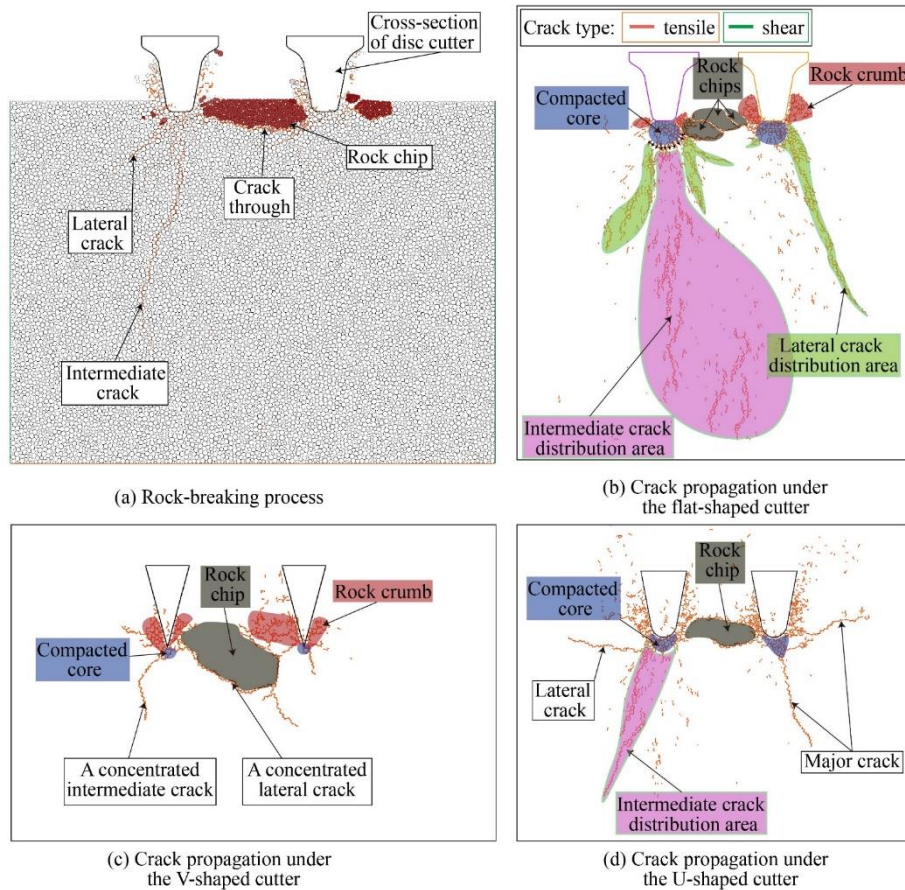 Cross-section
of disc cutter
Rock chip
Crack
through
Lateral
crack
Intermediate
crack
(a) Rock-breaking process
Crack type: tensile shear
Rock
chips
Rock crumb
Compacted
core
Lateral crack
distribution area
Intermediate crack
distribution area
(b) Crack propagation under
the flat-shaped cutter
Rock
chip
Rock crumb
Compacted
core
A concentrated
intermediate crack
A concentrated
lateral crack
(c) Crack propagation under
the V-shaped cutter
Rock
chip
Compacted
core
Lateral
crack
Major crack
Intermediate crack
distribution area
(d) Crack propagation under
the U-shaped cutter